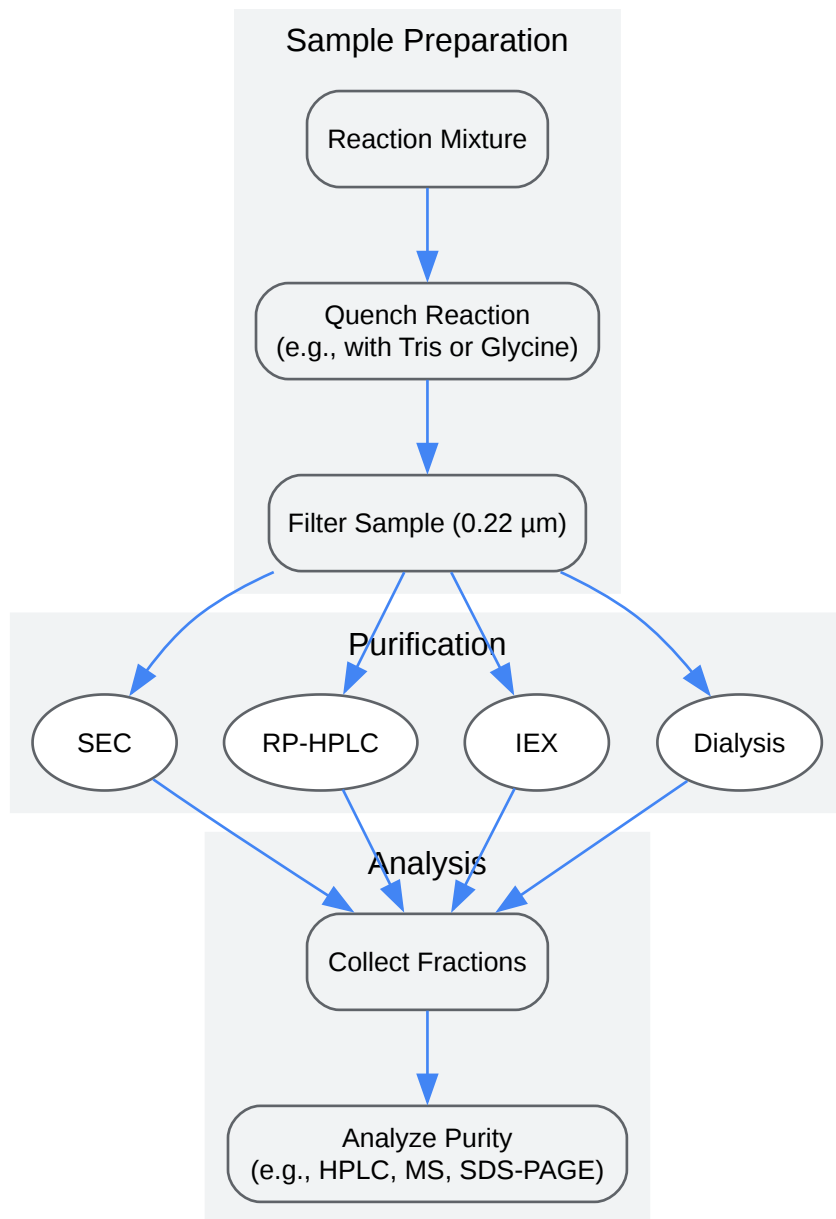 Sample Preparation
Reaction Mixture
Quench Reaction
(e.g., with Tris or Glycine)
Filter Sample (0.22 µm)
Purification
SEC
RP-HPLC
IEX
Dialysis
Analysis
Collect Fractions
Analyze Purity
(e.g., HPLC, MS, SDS-PAGE)